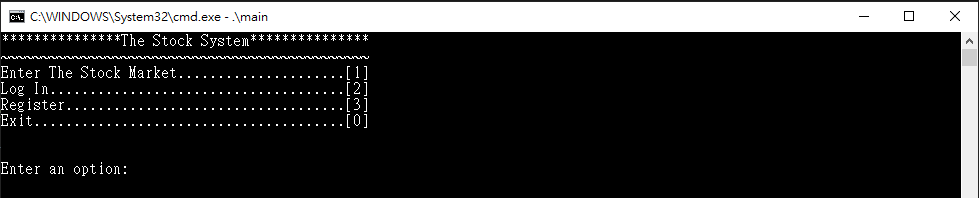 C:\WINDOWS\System32\cmd.exe - .\main
***************The Stock System***************
~~~~~~~~~~~~~~~~~~~~~~~~~~~~~~~~~~~~~~~~~~~~~~
Enter The Stock Market.....................[1]
Log In.....................................[2]
Register...................................[3]
Exit.......................................[0]
Enter an option: